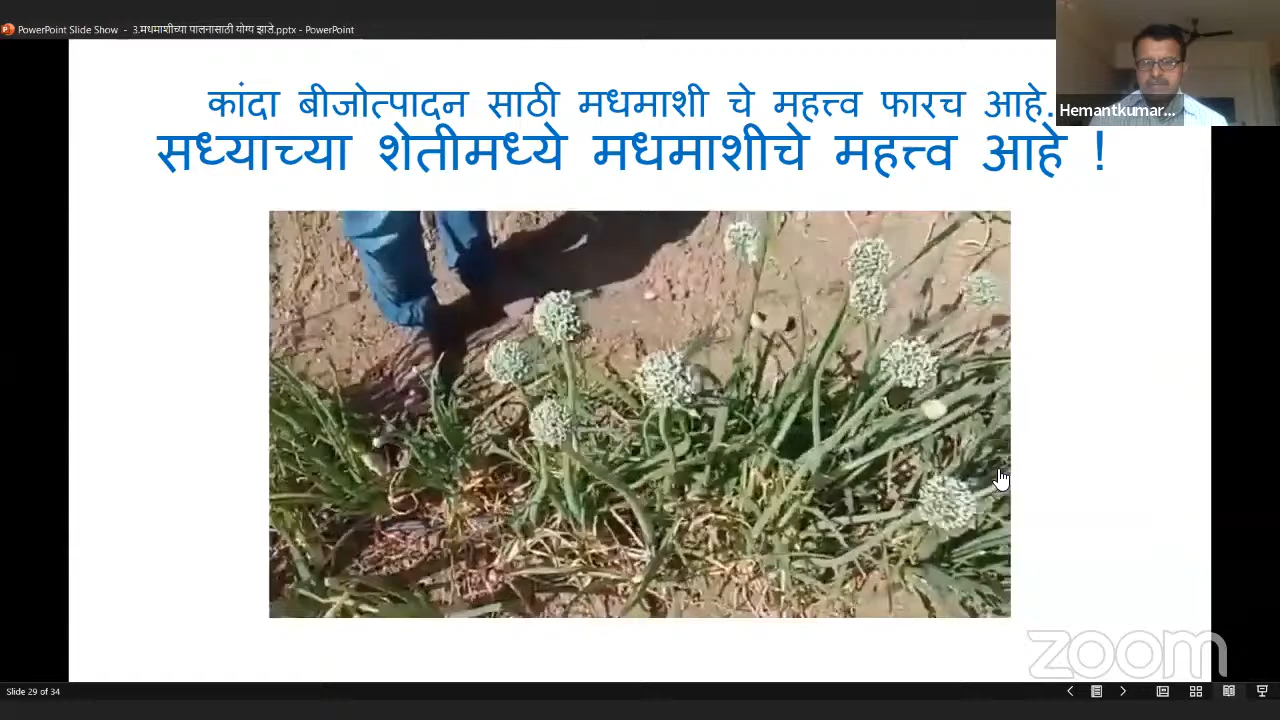 PowerPoint Slide Show - 3.मधमाशीच्या पालनासाठी योग्य झाडे.pptx - PowerPoint
कांदा बीजोत्पादन साठी मधमाशी चे महत्त्व फारच आहे.
सध्याच्या शेतीमध्ये मधमाशीचे महत्त्व आहे !
Hemantkumar...
zoom
Slide 29 of 34